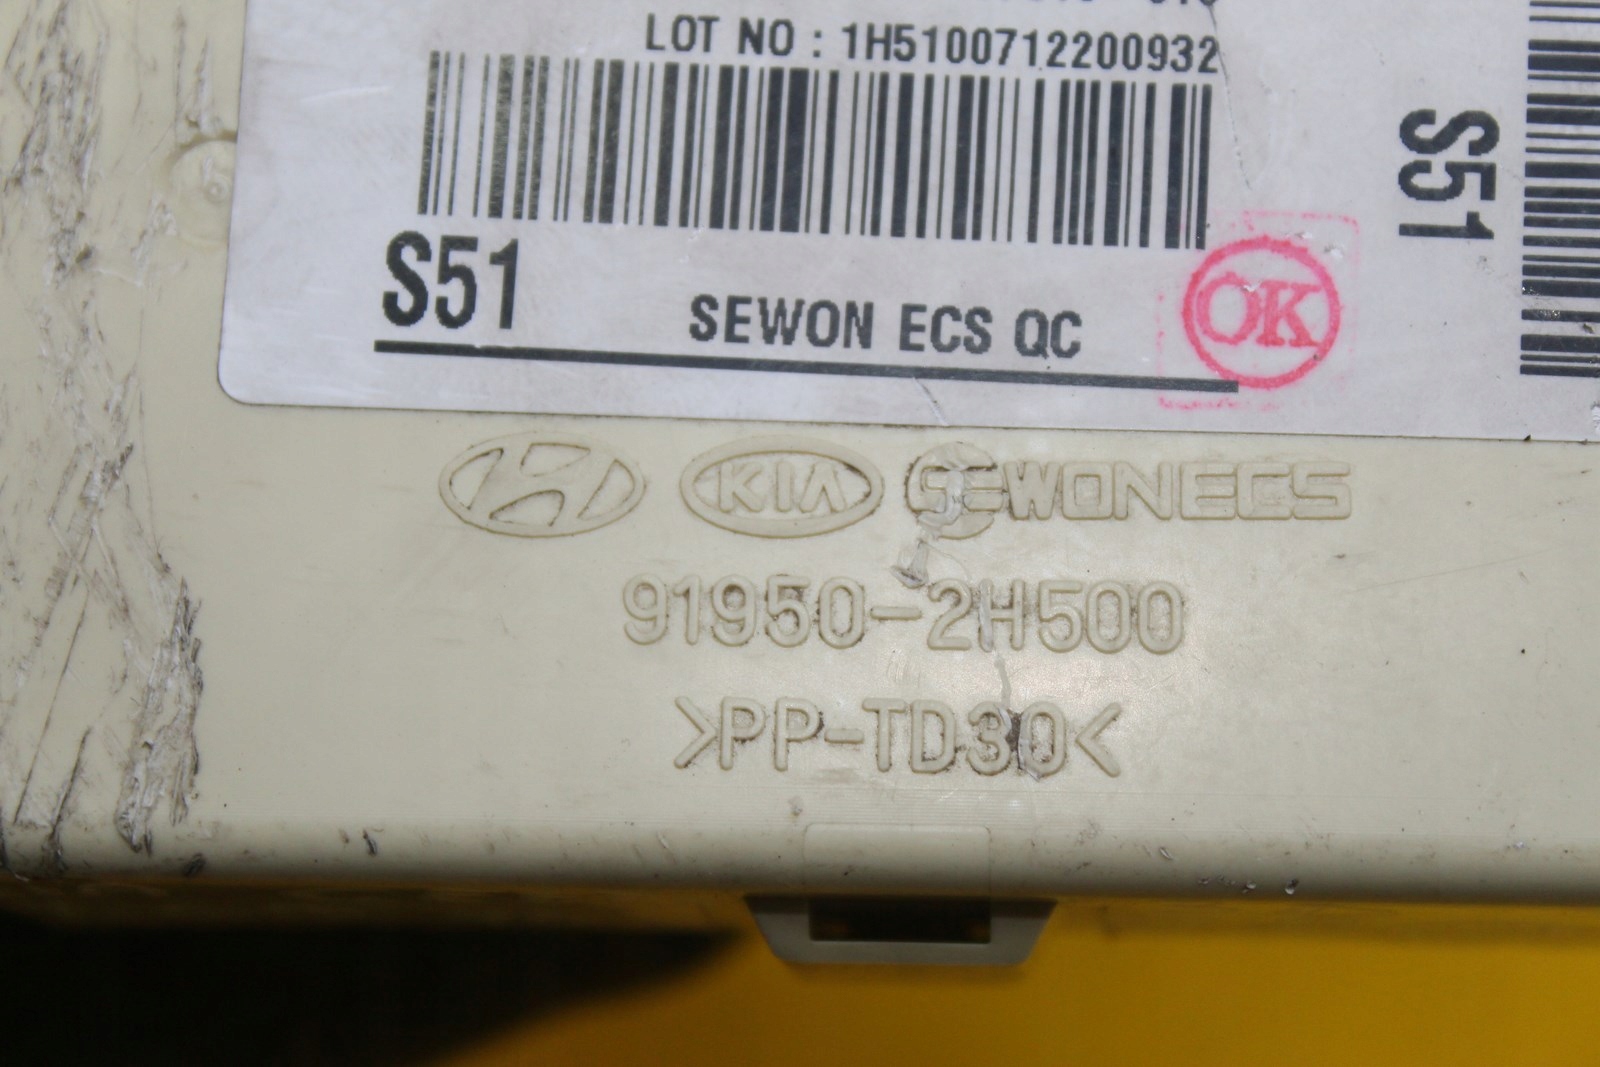 LOT NO : 1H5100712200932
S51
S51
SEWON ECS QC
OK
KIA SEWONECS
91950-2H500
>PP-TD30<